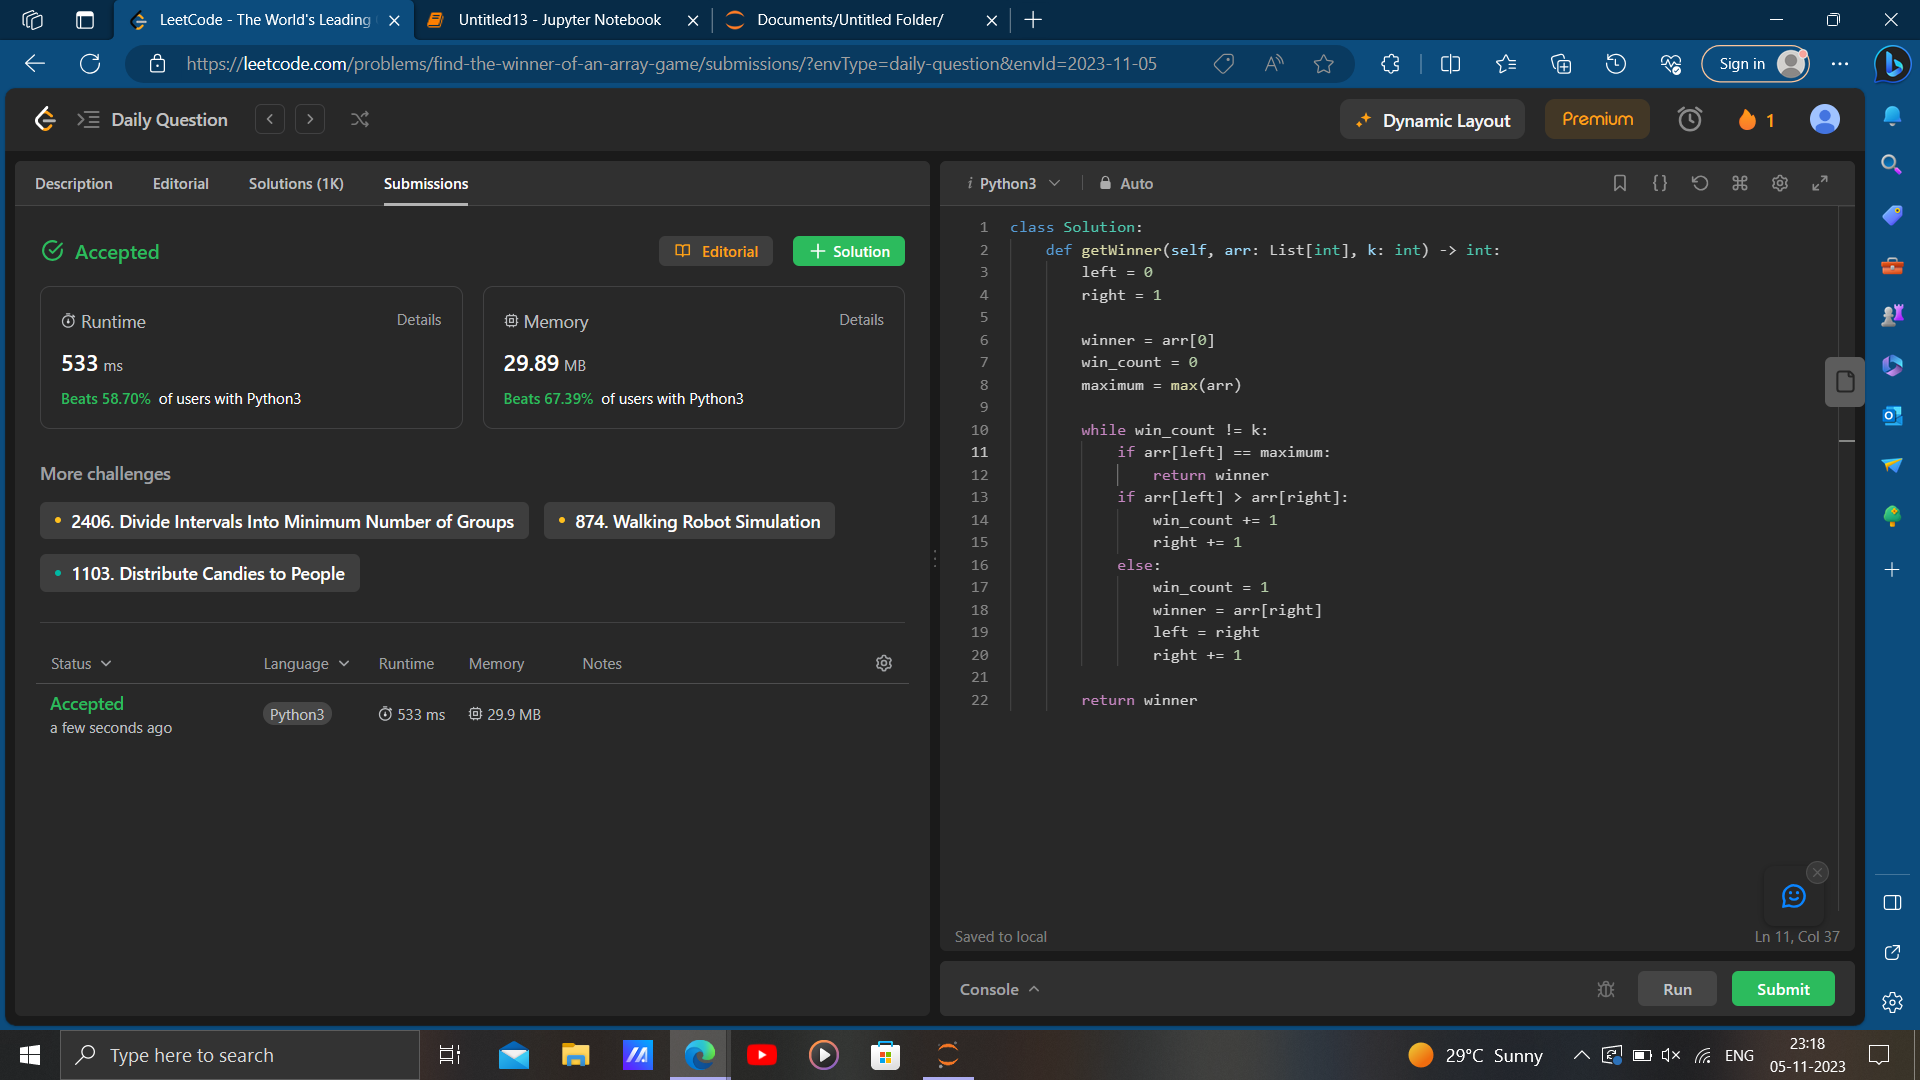 LeetCode - The World's Leading
Untitled13 - Jupyter Notebook
Documents/Untitled Folder/
https://leetcode.com/problems/find-the-winner-of-an-array-game/submissions/?envType=daily-question&envId=2023-11-05
Sign in
Daily Question
Dynamic Layout
Premium
1
Description Editorial Solutions (1K) Submissions
Accepted
Editorial
Solution
Runtime Details
533 ms
Beats 58.70% of users with Python3
Memory Details
29.89 MB
Beats 67.39% of users with Python3
More challenges
2406. Divide Intervals Into Minimum Number of Groups
874. Walking Robot Simulation
1103. Distribute Candies to People
Status Language Runtime Memory Notes
Accepted
a few seconds ago
Python3
533 ms
29.9 MB
i Python3
Auto
1 class Solution:
2 def getWinner(self, arr: List[int], k: int) -> int:
3 left = 0
4 right = 1
5
6 winner = arr[0]
7 win_count = 0
8 maximum = max(arr)
9
10 while win_count != k:
11 if arr[left] == maximum:
12 return winner
13 if arr[left] > arr[right]:
14 win_count += 1
15 right += 1
16 else:
17 win_count = 1
18 winner = arr[right]
19 left = right
20 right += 1
21
22 return winner
Saved to local
Ln 11, Col 37
Console
Run
Submit
Type here to search
29°C Sunny
ENG
23:18
05-11-2023